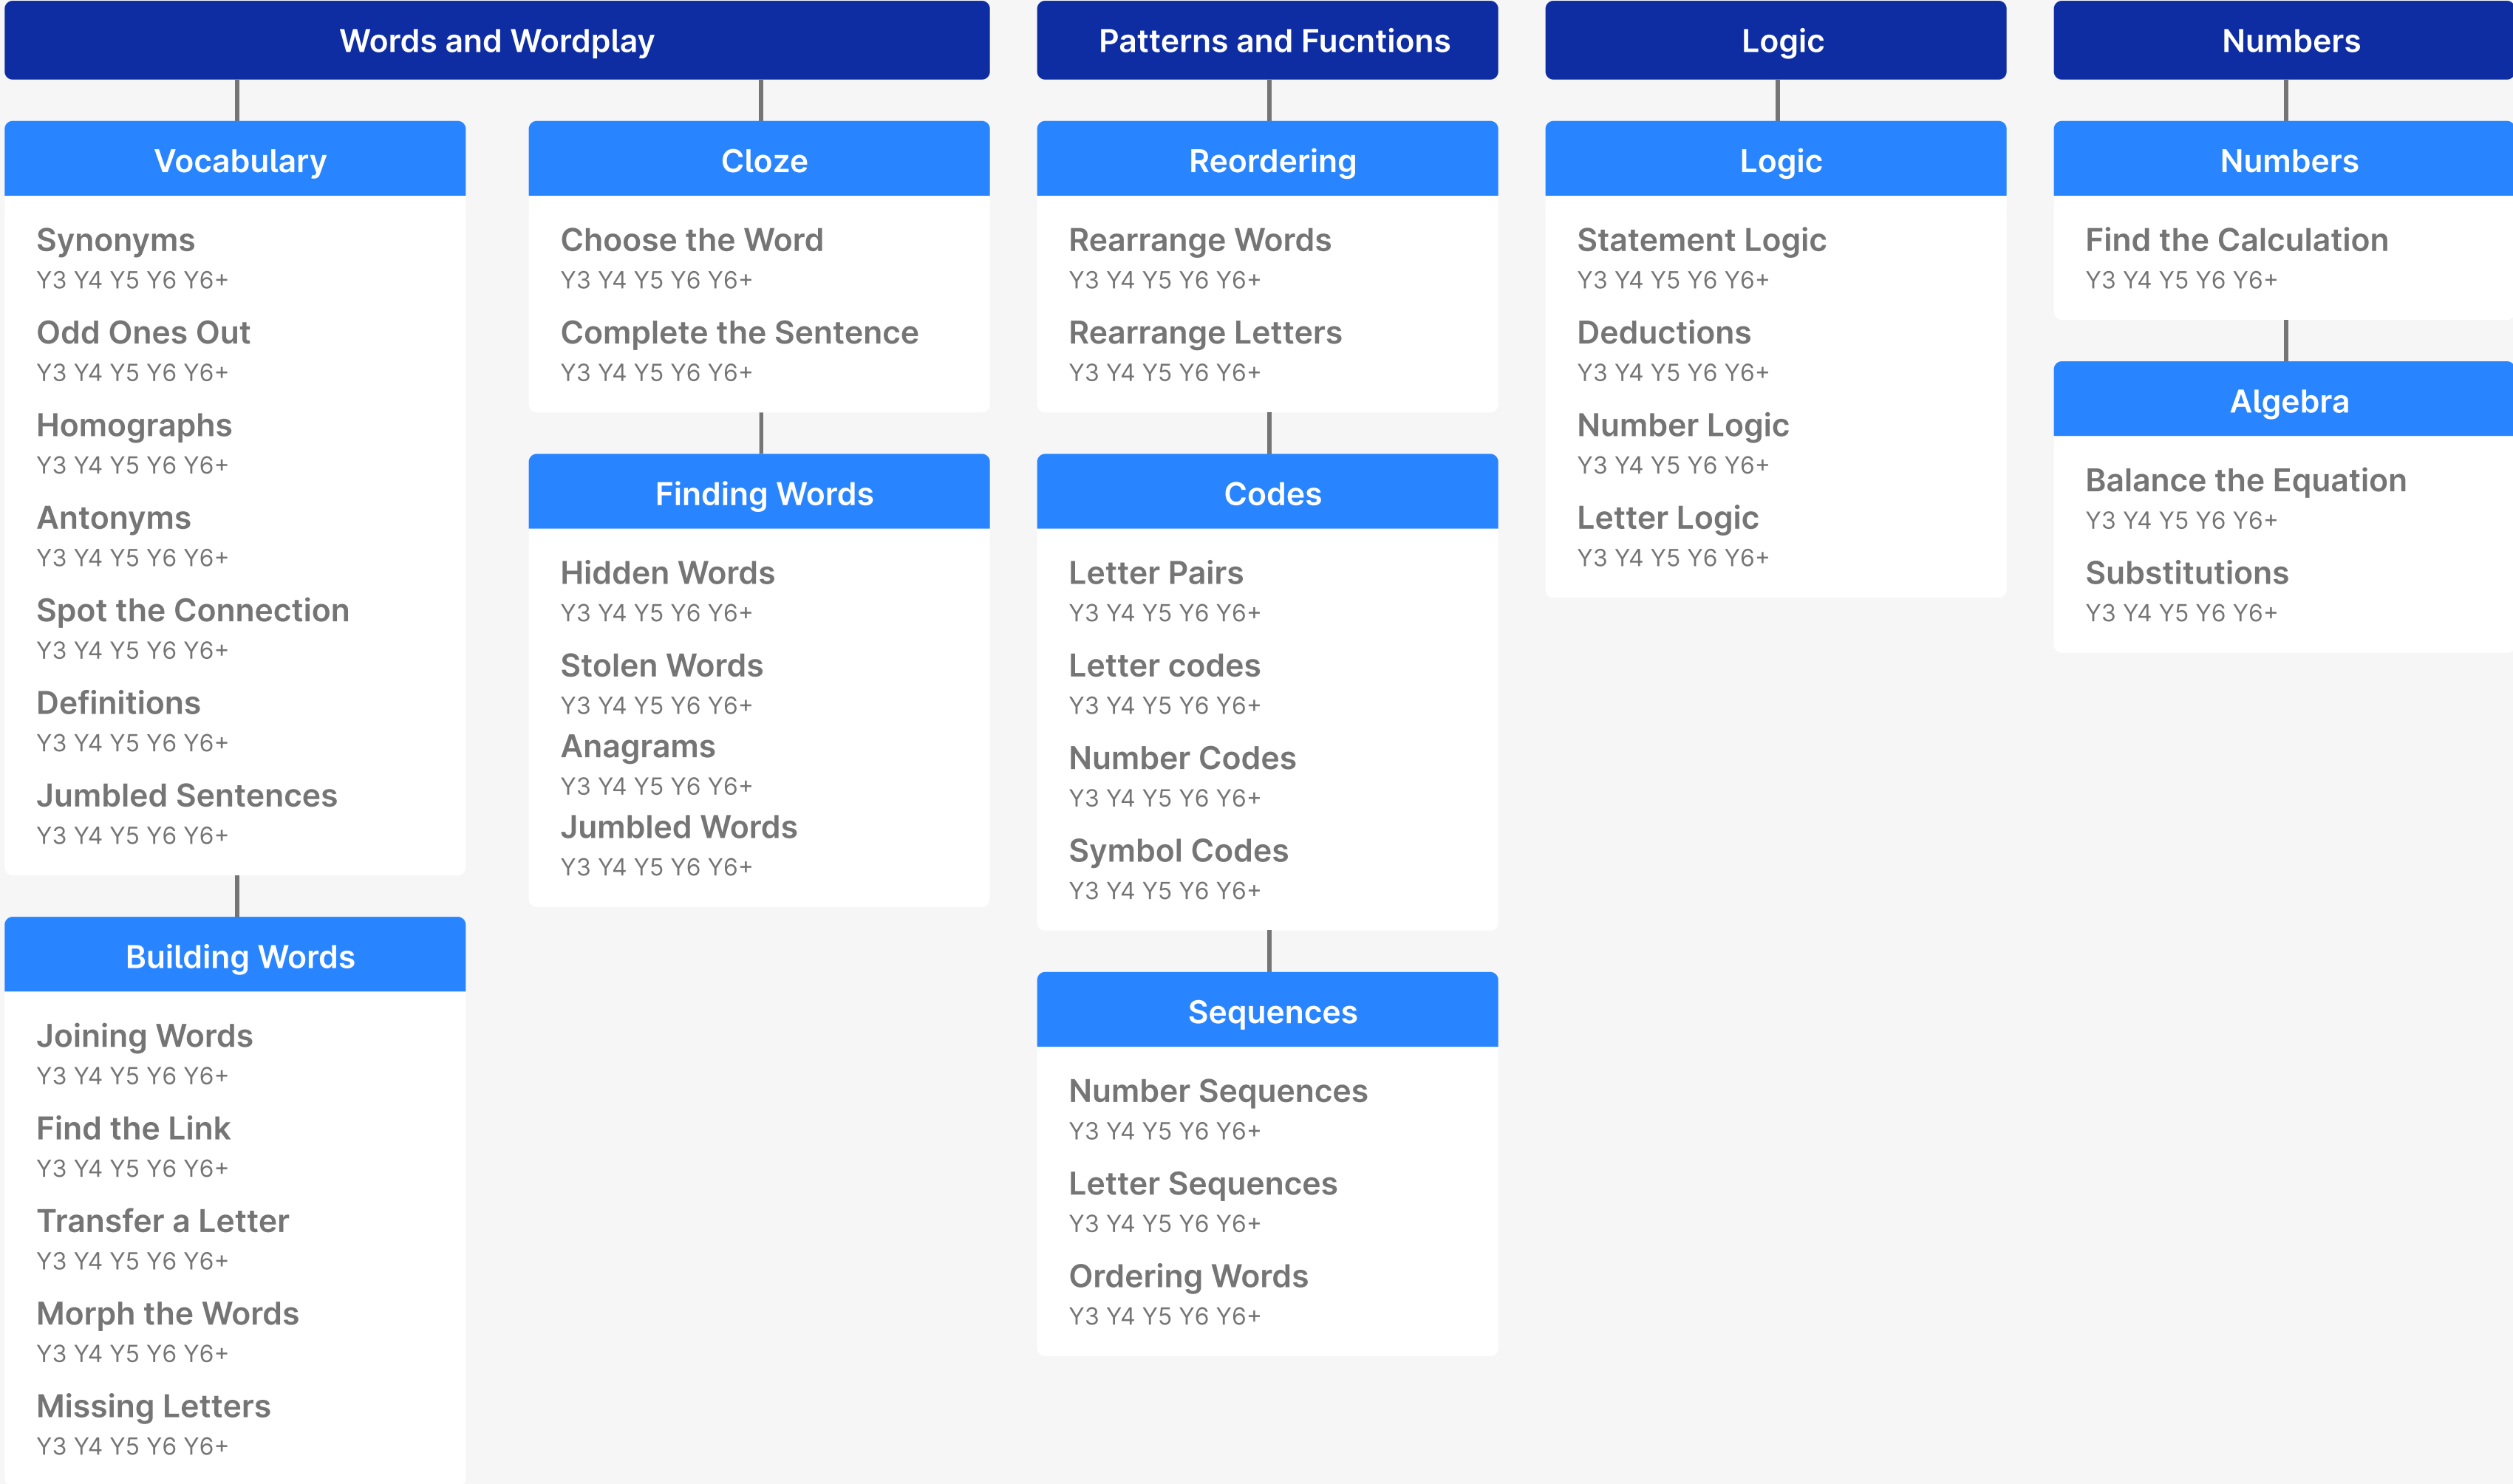 Words and Wordplay
Vocabulary
Synonyms
Y3 Y4 Y5 Y6 Y6+
Odd Ones Out
Y3 Y4 Y5 Y6 Y6+
Homographs
Y3 Y4 Y5 Y6 Y6+
Antonyms
Y3 Y4 Y5 Y6 Y6+
Spot the Connection
Y3 Y4 Y5 Y6 Y6+
Definitions
Y3 Y4 Y5 Y6 Y6+
Jumbled Sentences
Y3 Y4 Y5 Y6 Y6+
Building Words
Joining Words
Y3 Y4 Y5 Y6 Y6+
Find the Link
Y3 Y4 Y5 Y6 Y6+
Transfer a Letter
Y3 Y4 Y5 Y6 Y6+
Morph the Words
Y3 Y4 Y5 Y6 Y6+
Missing Letters
Y3 Y4 Y5 Y6 Y6+
Cloze
Choose the Word
Y3 Y4 Y5 Y6 Y6+
Complete the Sentence
Y3 Y4 Y5 Y6 Y6+
Finding Words
Hidden Words
Y3 Y4 Y5 Y6 Y6+
Stolen Words
Y3 Y4 Y5 Y6 Y6+
Anagrams
Y3 Y4 Y5 Y6 Y6+
Jumbled Words
Y3 Y4 Y5 Y6 Y6+
Patterns and Fucntions
Reordering
Rearrange Words
Y3 Y4 Y5 Y6 Y6+
Rearrange Letters
Y3 Y4 Y5 Y6 Y6+
Codes
Letter Pairs
Y3 Y4 Y5 Y6 Y6+
Letter codes
Y3 Y4 Y5 Y6 Y6+
Number Codes
Y3 Y4 Y5 Y6 Y6+
Symbol Codes
Y3 Y4 Y5 Y6 Y6+
Sequences
Number Sequences
Y3 Y4 Y5 Y6 Y6+
Letter Sequences
Y3 Y4 Y5 Y6 Y6+
Ordering Words
Y3 Y4 Y5 Y6 Y6+
Logic
Logic
Statement Logic
Y3 Y4 Y5 Y6 Y6+
Deductions
Y3 Y4 Y5 Y6 Y6+
Number Logic
Y3 Y4 Y5 Y6 Y6+
Letter Logic
Y3 Y4 Y5 Y6 Y6+
Numbers
Numbers
Find the Calculation
Y3 Y4 Y5 Y6 Y6+
Algebra
Balance the Equation
Y3 Y4 Y5 Y6 Y6+
Substitutions
Y3 Y4 Y5 Y6 Y6+